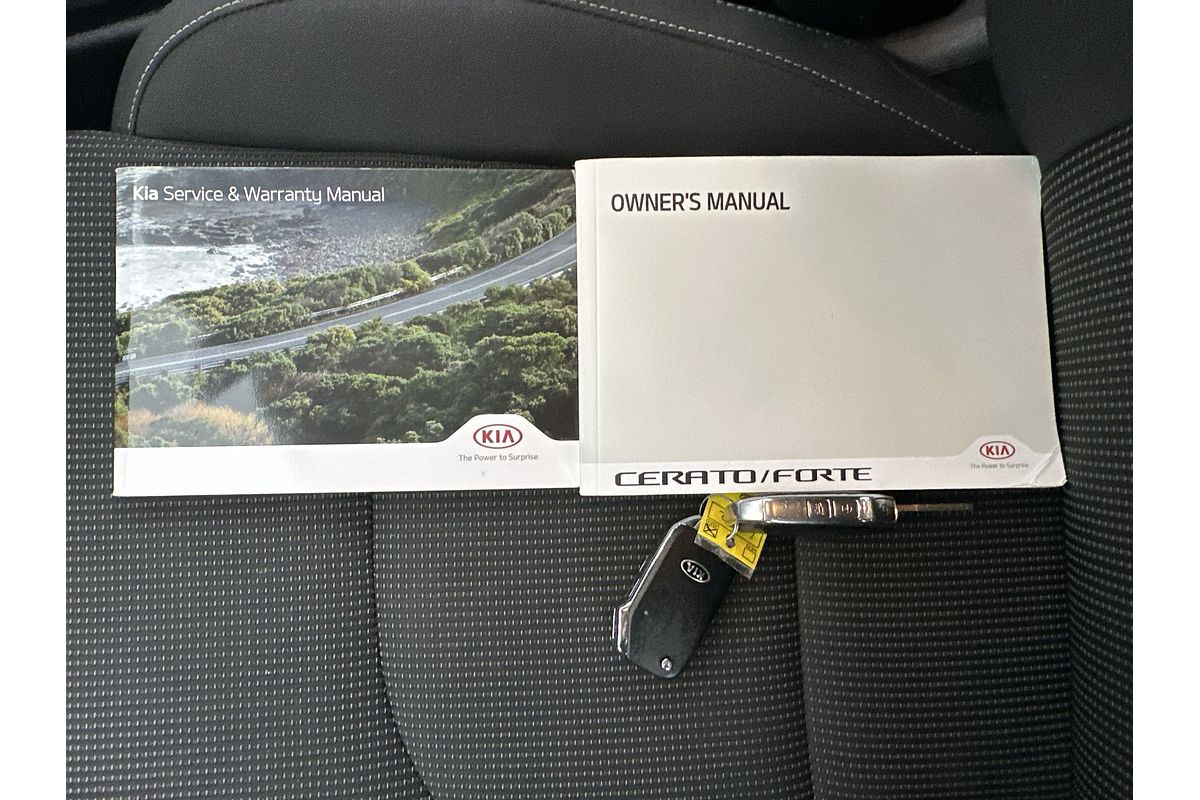 Kia Service & Warranty Manual
KIA
The Power to Surprise
OWNER'S MANUAL
KIA
The Power to Surprise
CERATO/FORTE
KIA